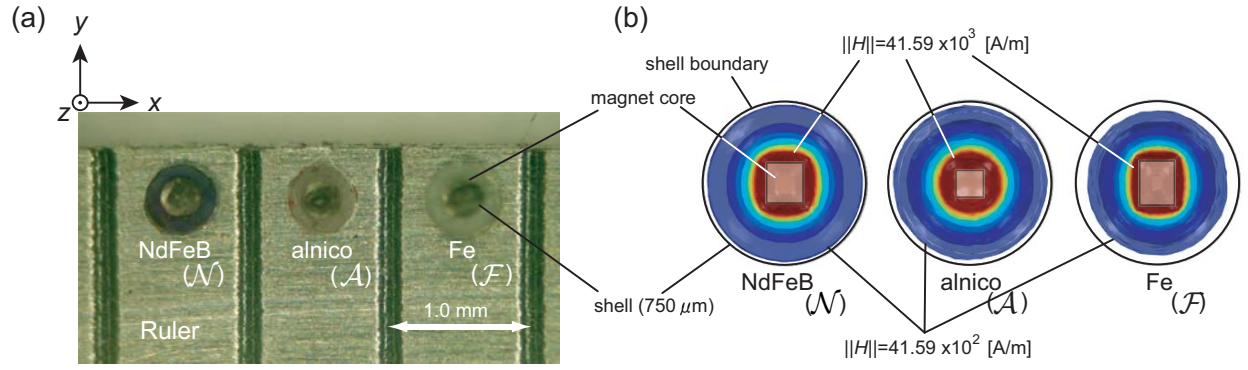 (a)
y
z
x
NdFeB
(𝒩)
alnico
(𝒜)
Fe
(ℱ)
Ruler
1.0 mm
magnet core
shell (750 μm)
(b)
||H||=41.59 x10³ [A/m]
shell boundary
NdFeB
(𝒩)
alnico
(𝒜)
Fe
(ℱ)
||H||=41.59 x10² [A/m]